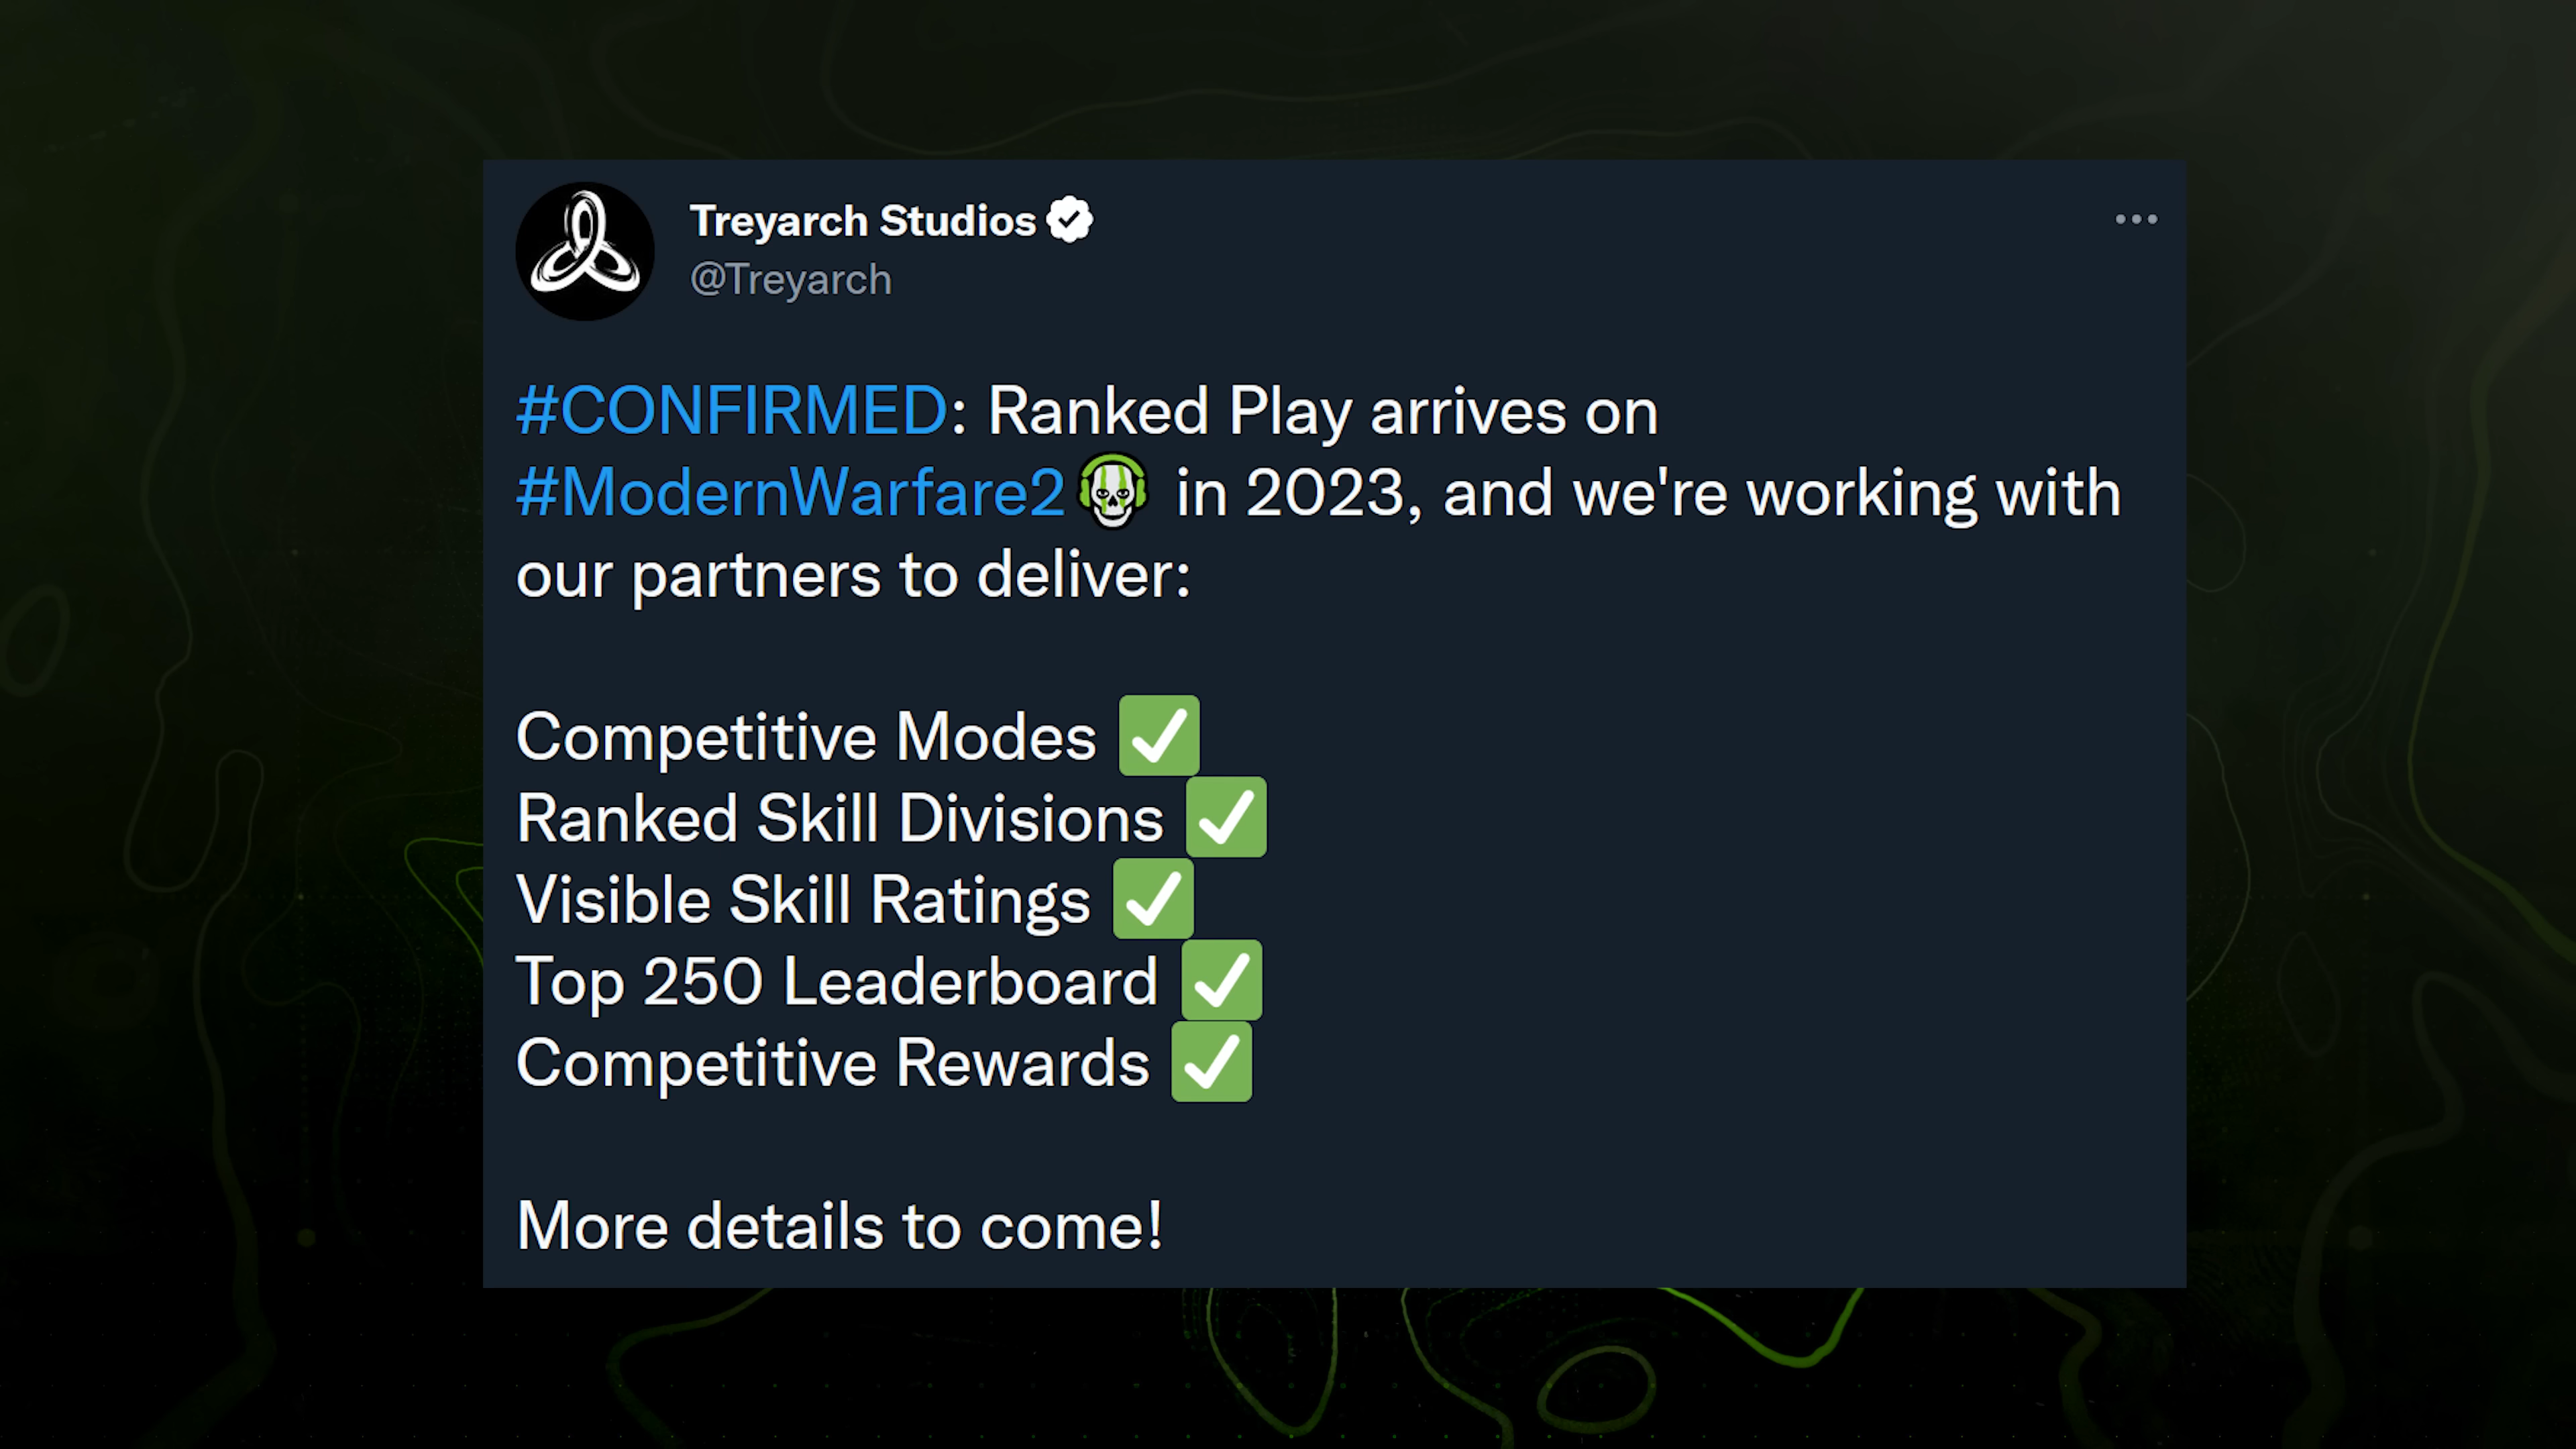 Treyarch Studios
@Treyarch
#CONFIRMED: Ranked Play arrives on
#ModernWarfare2 in 2023, and we're working with
our partners to deliver:
Competitive Modes ✅
Ranked Skill Divisions ✅
Visible Skill Ratings ✅
Top 250 Leaderboard ✅
Competitive Rewards ✅
More details to come!